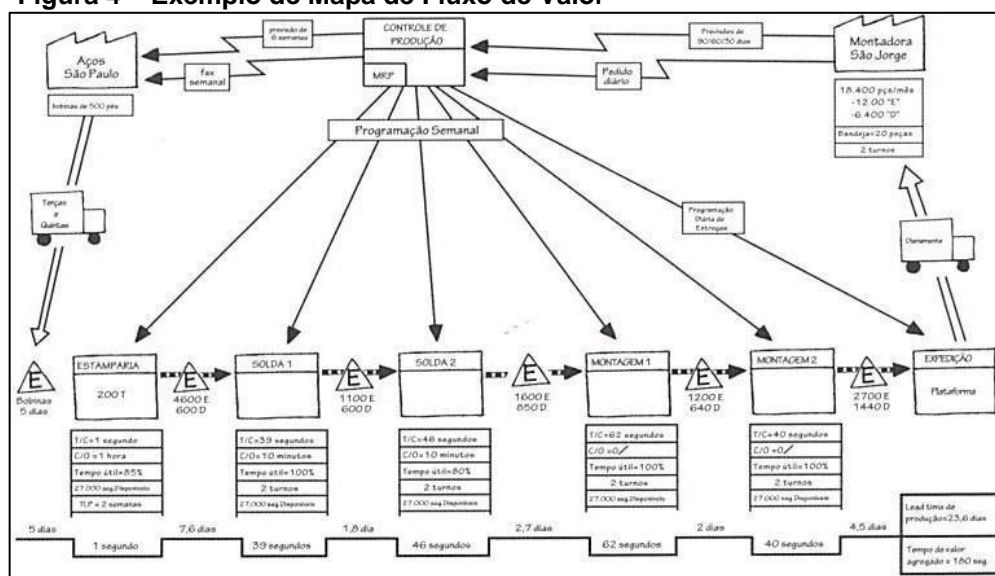 Figura 4 – Exemplo de Mapa de Fluxo de Valor
Aços
São Paulo
previsão de
6 semanas
fax
semanal
CONTROLE DE
PRODUÇÃO
MRP
Previsões de
90/60/30 dias
Pedido
diário
Montadora
São Jorge
bobinas de 500 pés
18.400 pçs/mês
-12.00 "E"
-6.400 "D"
Bandeja=20 peças
2 turnos
Programação Semanal
Terças
e
Quintas
Programação
Diária de
Entregas
Diariamente
E
Bobinas
5 dias
ESTAMPARIA
200 T
E
4600 E
600 D
SOLDA 1
E
1100 E
600 D
SOLDA 2
E
1600 E
850 D
MONTAGEM 1
E
1200 E
640 D
MONTAGEM 2
E
2700 E
1440 D
EXPEDIÇÃO
Plataforma
T/C=1 segundo
C/O=1 hora
Tempo útil=85%
27.000 seg.Disponíveis
TLP = 2 semanas
T/C=39 segundos
C/O=10 minutos
Tempo útil=100%
2 turnos
27.000 seg.Disponíveis
T/C=46 segundos
C/O=10 minutos
Tempo útil=80%
2 turnos
27.000 seg.Disponíveis
T/C=62 segundos
C/O =0/
Tempo útil=100%
2 turnos
27.000 seg.Disponíveis
T/C=40 segundos
C/O =0/
Tempo útil=100%
2 turnos
27.000 seg.Disponíveis
5 dias
1 segundo
7,6 dias
39 segundos
1,8 dia
46 segundos
2,7 dias
62 segundos
2 dias
40 segundos
4,5 dias
Lead time de
produção=23,6 dias
Tempo de valor
agregado = 180 seg.